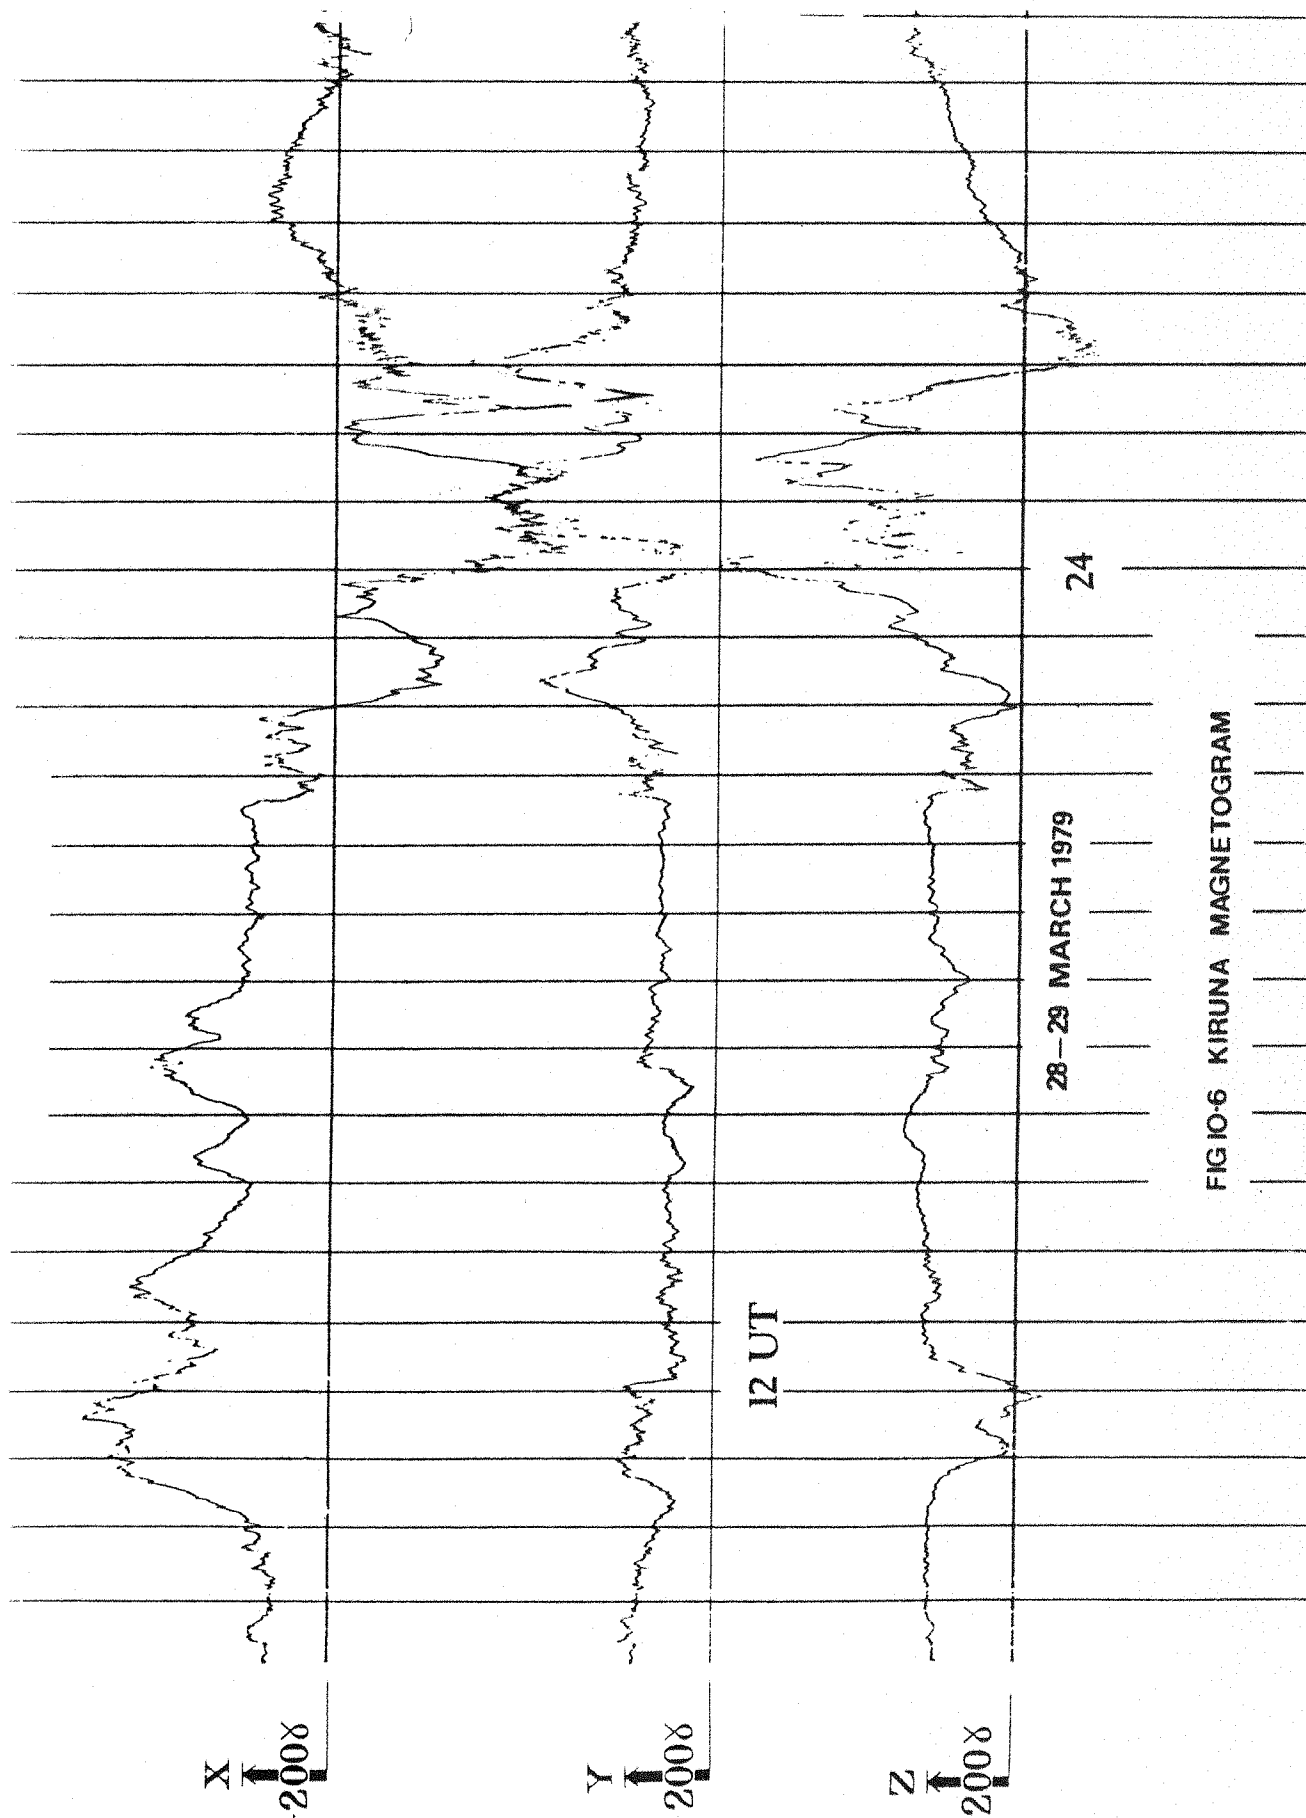 X
200γ
Y
200γ
Z
200γ
12 UT
24
28–29 MARCH 1979
FIG 10·6 KIRUNA MAGNETOGRAM